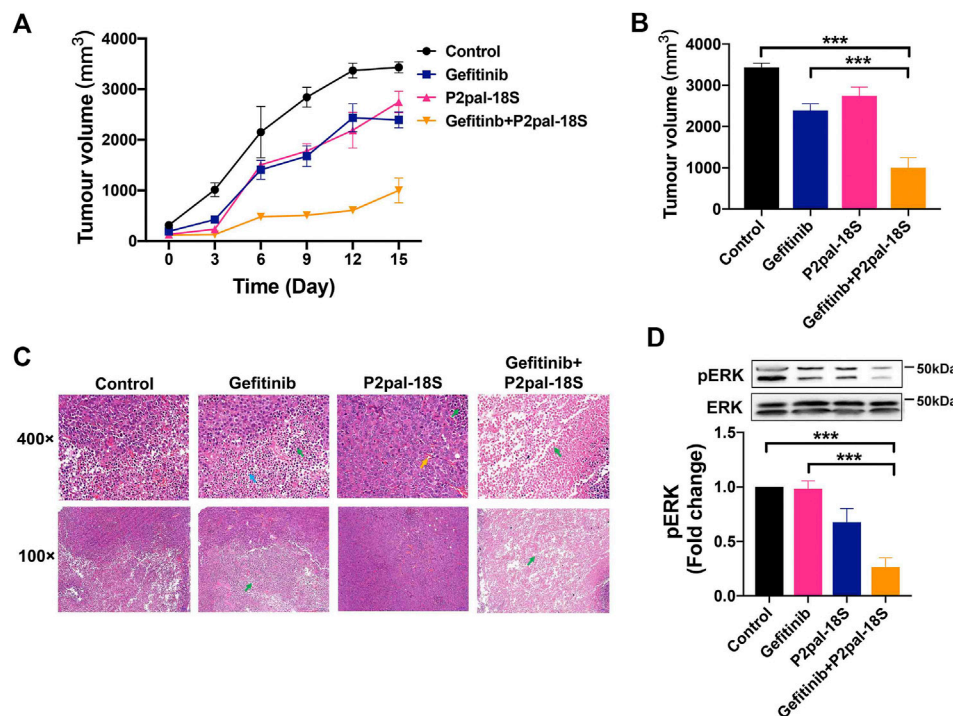 A
Tumour volume (mm³)
4000
3000
2000
1000
0
0 3 6 9 12 15
Time (Day)
Control
Gefitinib
P2pal-18S
Gefitinb+P2pal-18S
B
***
***
Tumour volume (mm³)
4000
3000
2000
1000
0
Control
Gefitinib
P2pal-18S
Gefitinb+P2pal-18S
C
Control
Gefitinib
P2pal-18S
Gefitinib+
P2pal-18S
400×
100×
D
pERK
50kDa
ERK
50kDa
***
***
pERK
(Fold change)
1.5
1.0
0.5
0.0
Control
Gefitinib
P2pal-18S
Gefitinib+P2pal-18S